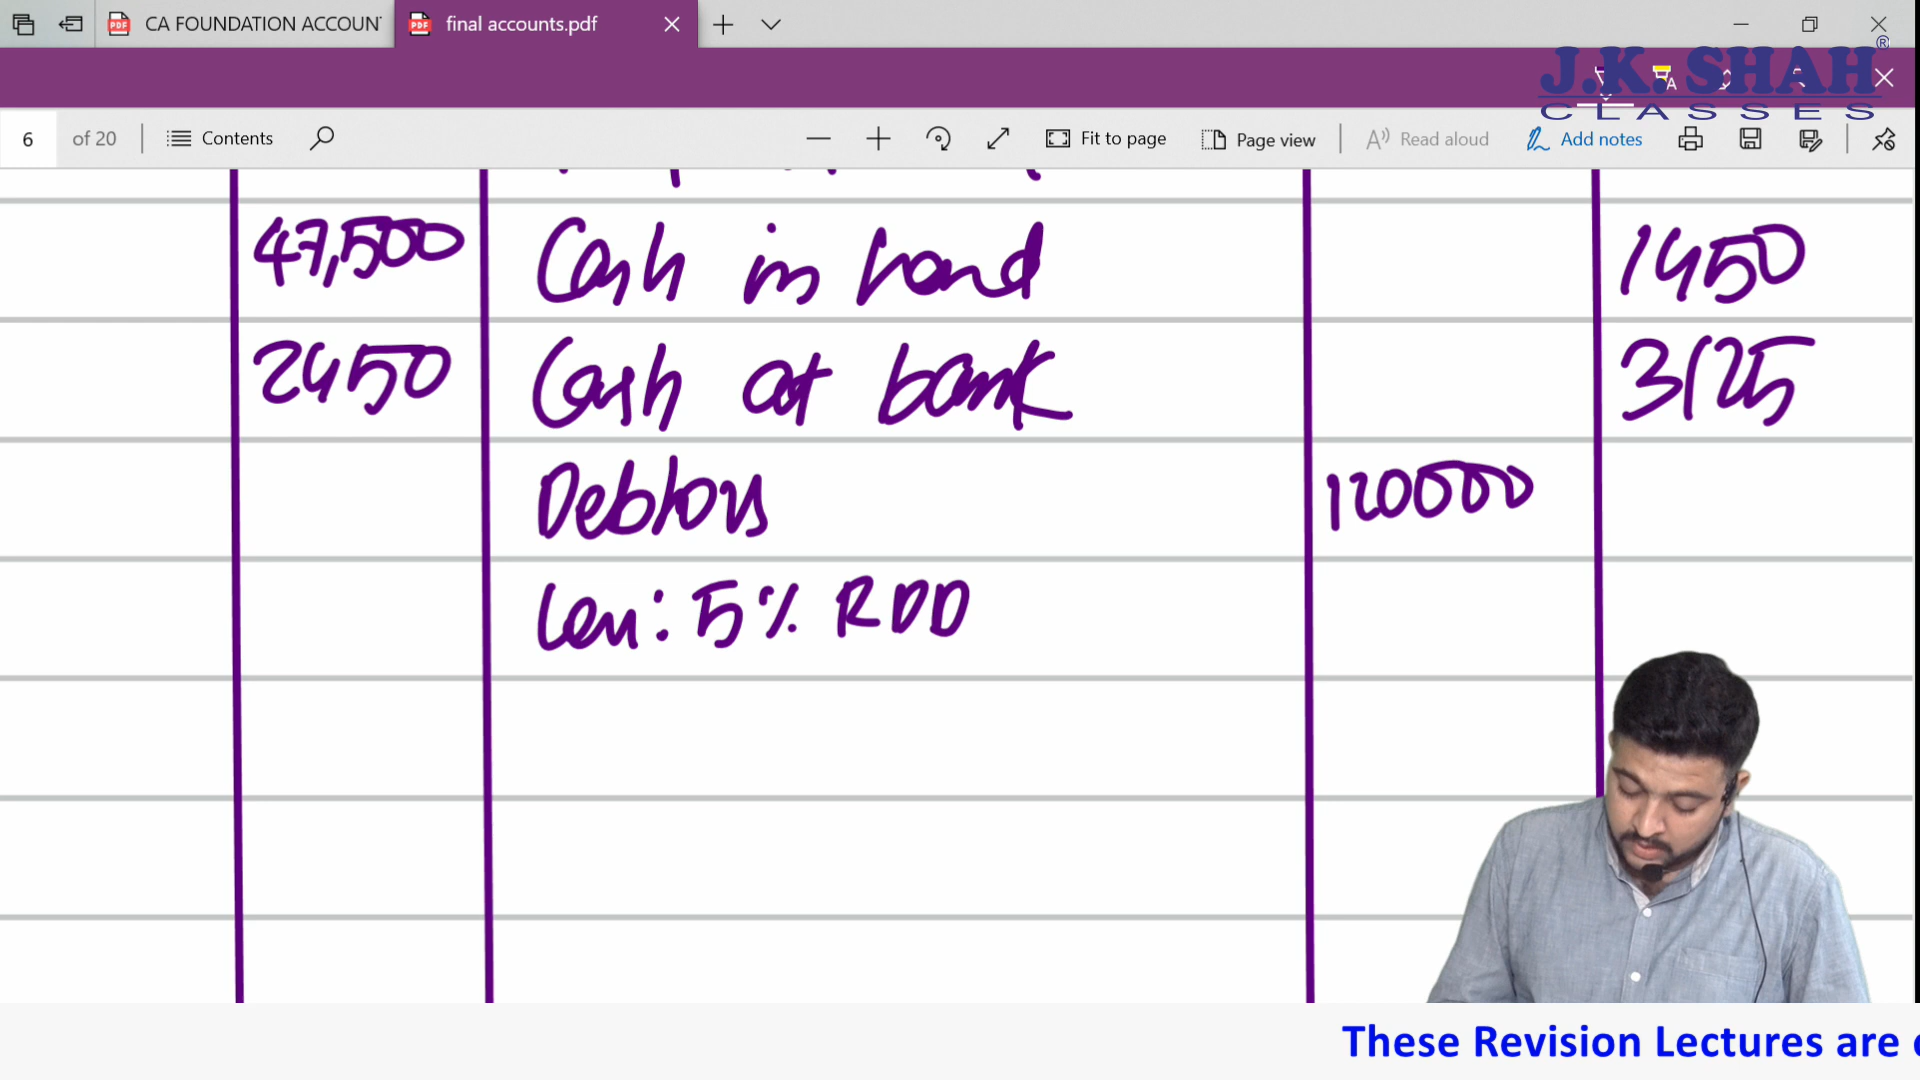 CA FOUNDATION ACCOUN
final accounts.pdf
J.K. SHAH®
CLASSES
6 of 20 Contents Fit to page Page view Read aloud Add notes
47,500 Cash in hand 1450
2450 Cash at bank 3125
Debtors 120000
Less: 5% RDD
These Revision Lectures are